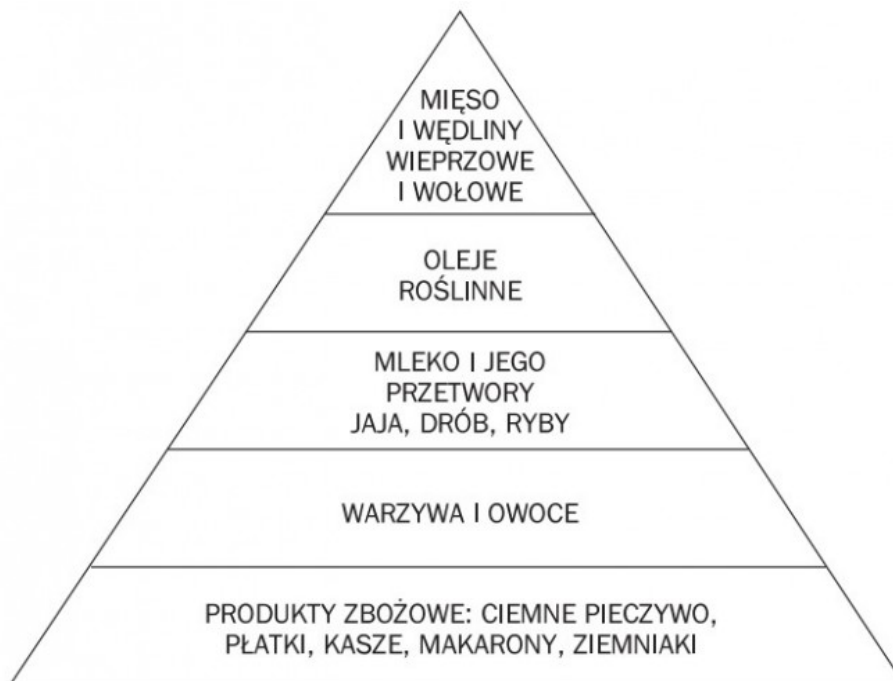 MIĘSO
I WĘDLINY
WIEPRZOWE
I WOŁOWE
OLEJE
ROŚLINNE
MLEKO I JEGO
PRZETWORY
JAJA, DRÓB, RYBY
WARZYWA I OWOCE
PRODUKTY ZBOŻOWE: CIEMNE PIECZYWO,
PŁATKI, KASZE, MAKARONY, ZIEMNIAKI